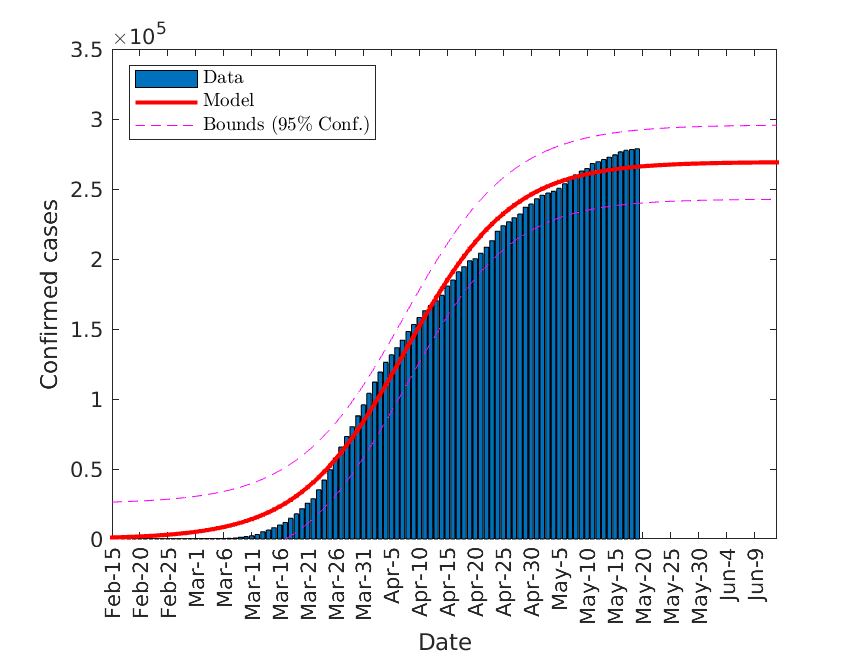 ×10^5
3.5
3
2.5
2
1.5
1
0.5
0
Confirmed cases
Data
Model
Bounds (95% Conf.)
Feb-15
Feb-20
Feb-25
Mar-1
Mar-6
Mar-11
Mar-16
Mar-21
Mar-26
Mar-31
Apr-5
Apr-10
Apr-15
Apr-20
Apr-25
Apr-30
May-5
May-10
May-15
May-20
May-25
May-30
Jun-4
Jun-9
Date